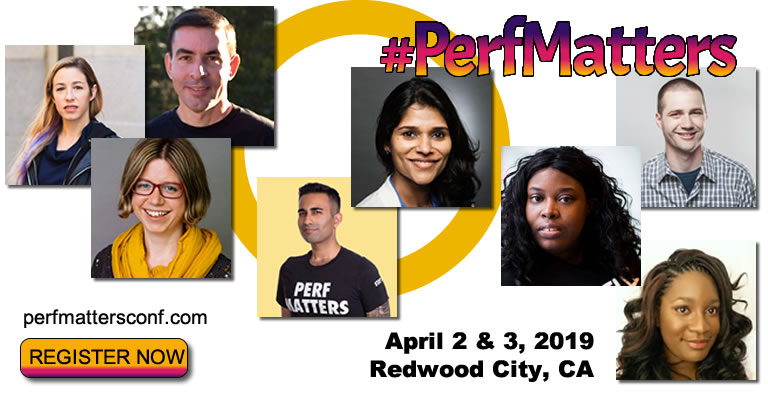 #PerfMatters
PERF
MATTERS
perfmattersconf.com
REGISTER NOW
April 2 & 3, 2019
Redwood City, CA